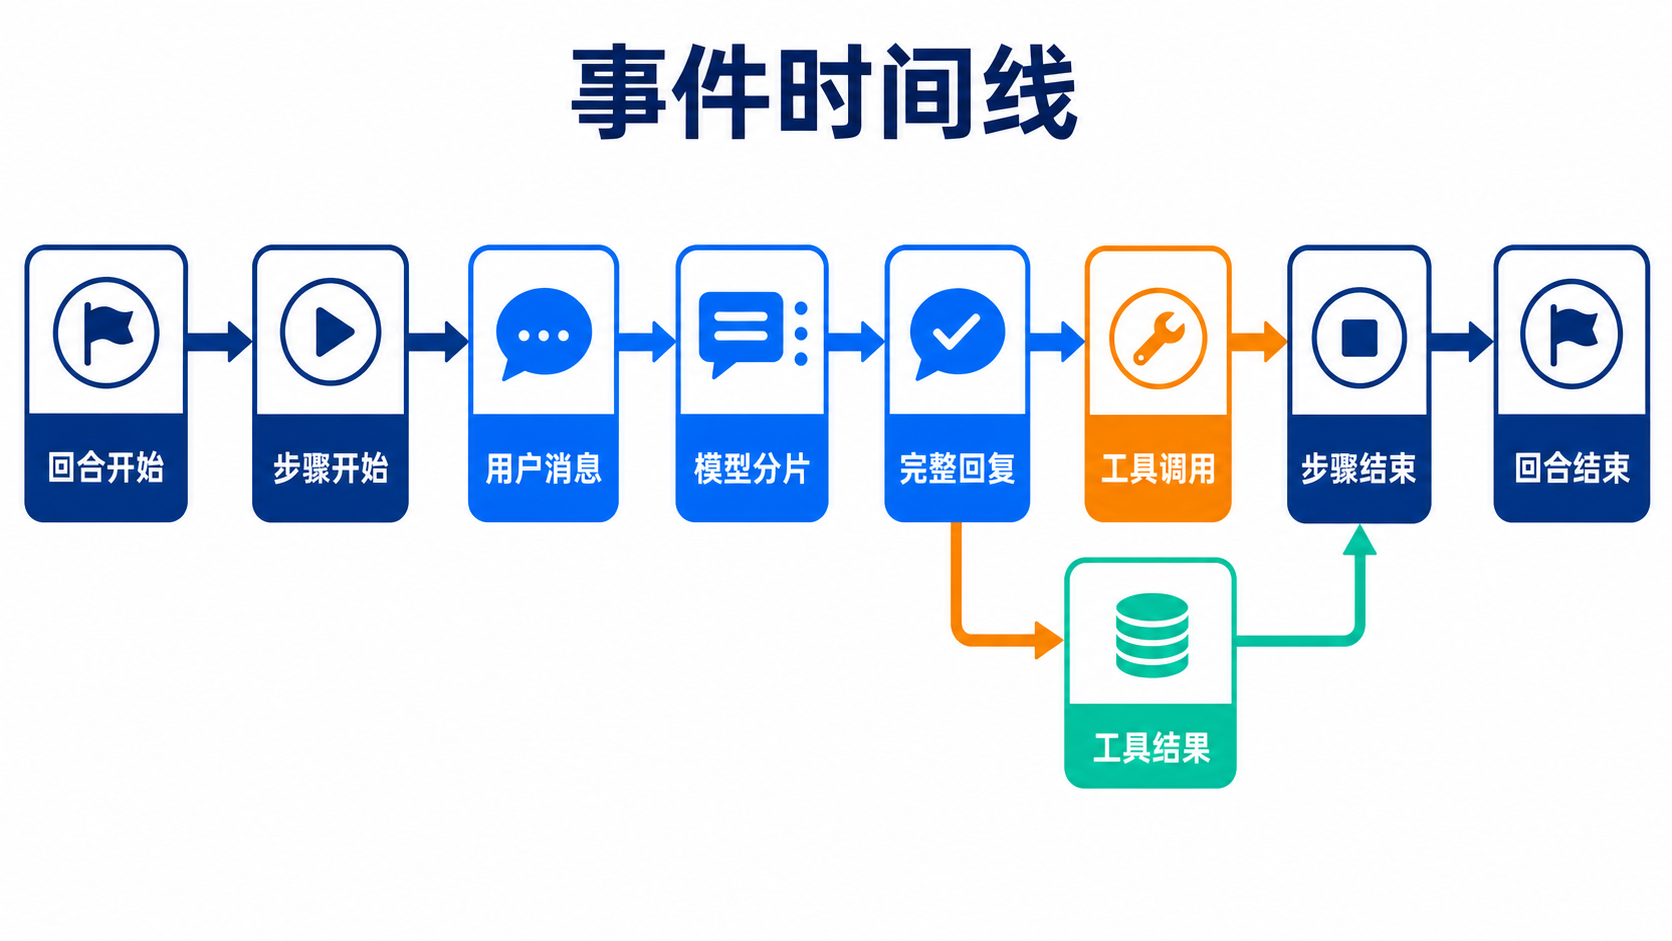 事件时间线
回合开始
步骤开始
用户消息
模型分片
完整回复
工具调用
步骤结束
回合结束
工具结果